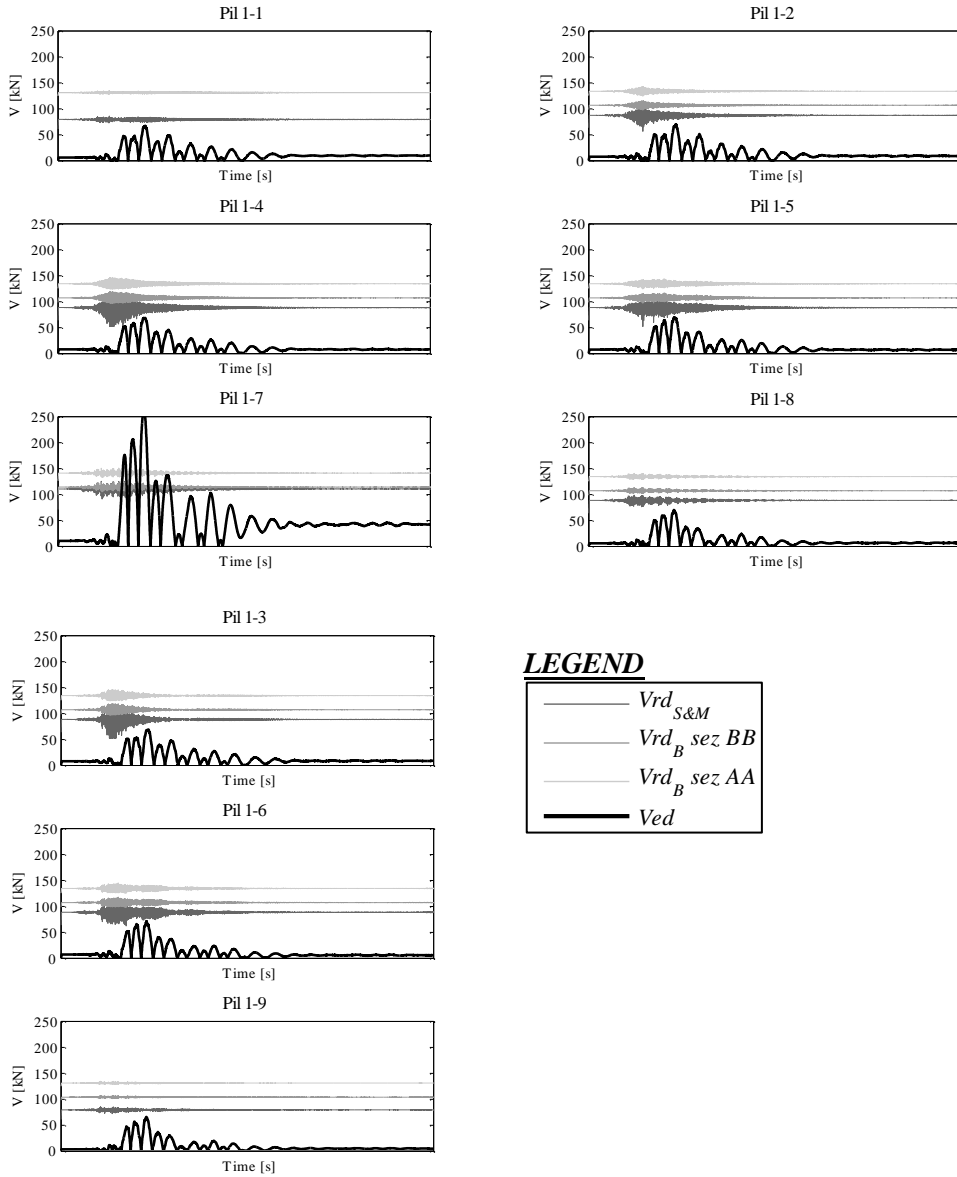 Pil 1-1
250
200
150
100
50
0
V [kN]
Time [s]
Pil 1-2
250
200
150
100
50
0
V [kN]
Time [s]
Pil 1-4
250
200
150
100
50
0
V [kN]
Time [s]
Pil 1-5
250
200
150
100
50
0
V [kN]
Time [s]
Pil 1-7
250
200
150
100
50
0
V [kN]
Time [s]
Pil 1-8
250
200
150
100
50
0
V [kN]
Time [s]
Pil 1-3
250
200
150
100
50
0
V [kN]
Time [s]
LEGEND
Vrd S&M
Vrd B sez BB
Vrd B sez AA
Ved
Pil 1-6
250
200
150
100
50
0
V [kN]
Time [s]
Pil 1-9
250
200
150
100
50
0
V [kN]
Time [s]